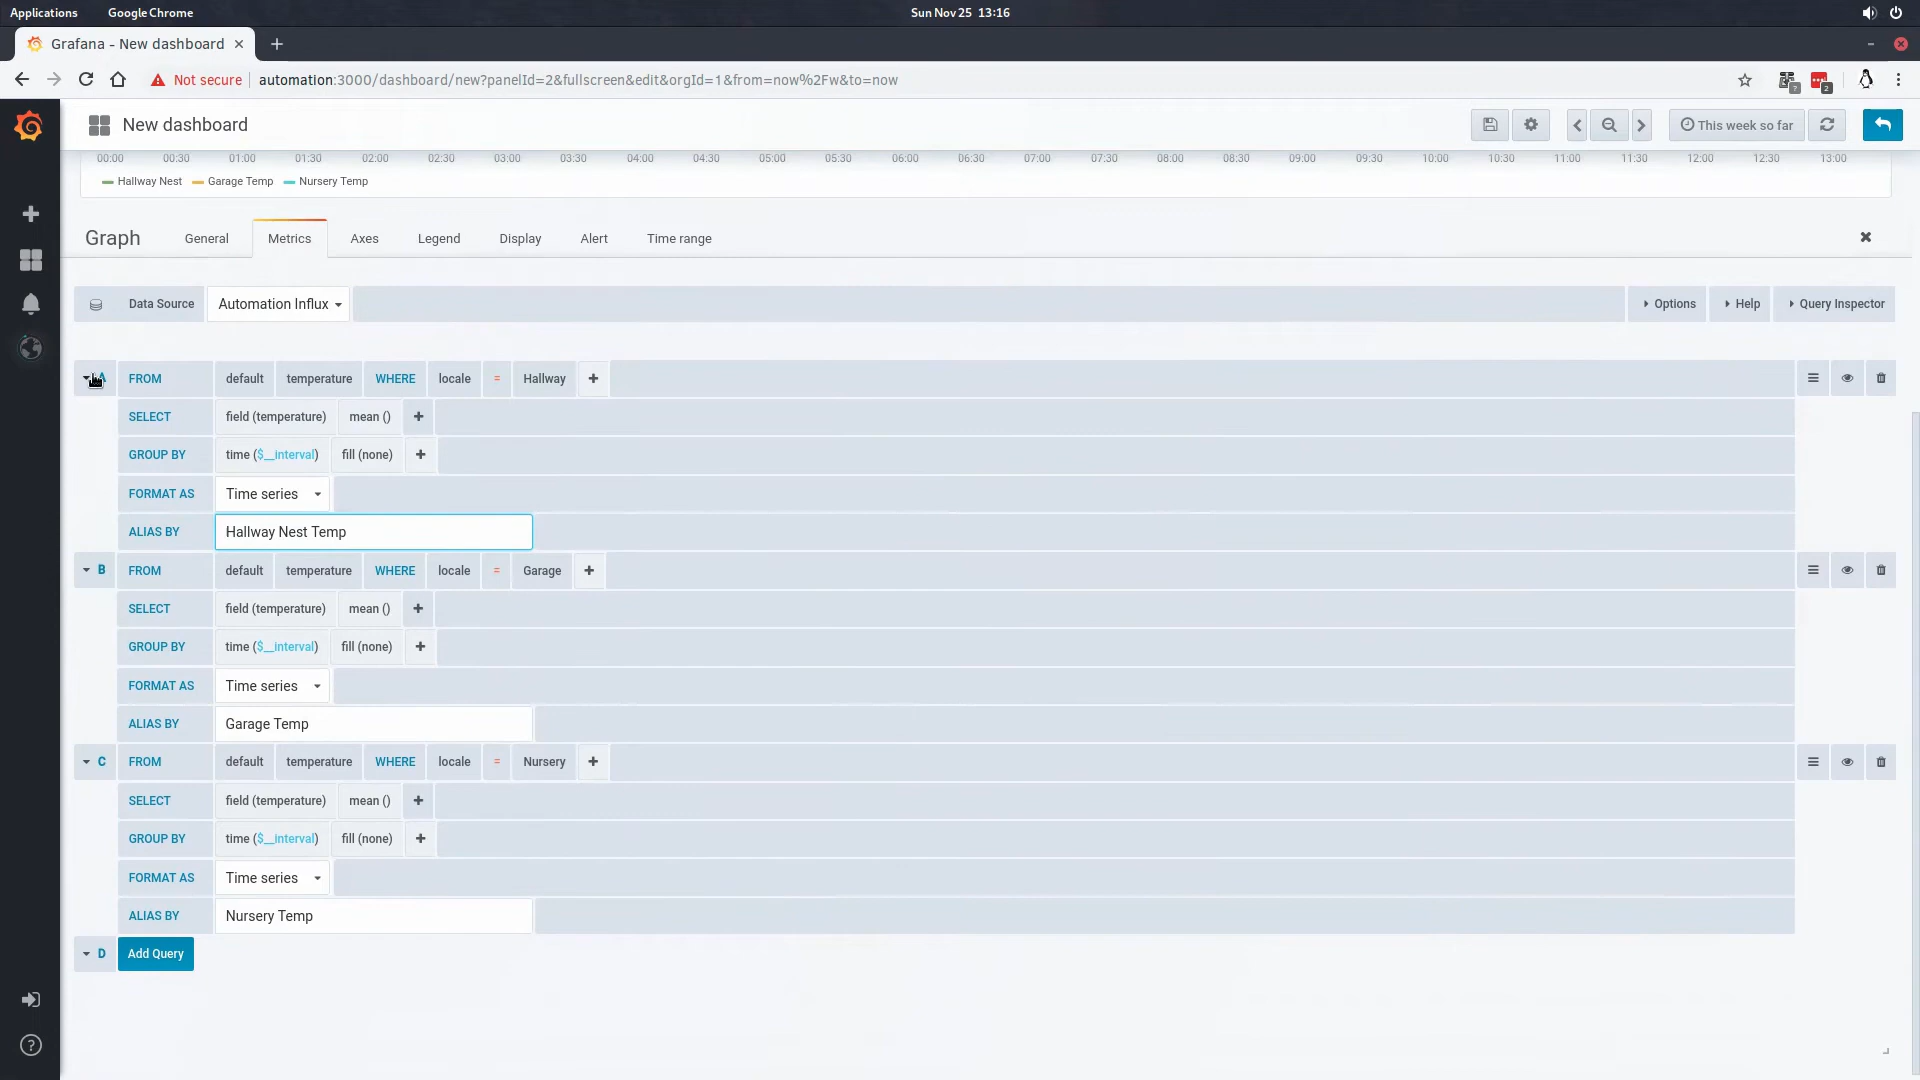 Applications Google Chrome Sun Nov 25 13:16
Grafana - New dashboard
Not secure automation:3000/dashboard/new?panelId=2&fullscreen&edit&orgId=1&from=now%2Fw&to=now
? 2
New dashboard This week so far
00:00 00:30 01:00 01:30 02:00 02:30 03:00 03:30 04:00 04:30 05:00 05:30 06:00 06:30 07:00 07:30 08:00 08:30 09:00 09:30 10:00 10:30 11:00 11:30 12:00 12:30 13:00
Hallway Nest Garage Temp Nursery Temp
Graph General Metrics Axes Legend Display Alert Time range
Data Source Automation Influx Options Help Query Inspector
A FROM default temperature WHERE locale = Hallway +
SELECT field (temperature) mean () +
GROUP BY time ($__interval) fill (none) +
FORMAT AS Time series
ALIAS BY Hallway Nest Temp
B FROM default temperature WHERE locale = Garage +
SELECT field (temperature) mean () +
GROUP BY time ($__interval) fill (none) +
FORMAT AS Time series
ALIAS BY Garage Temp
C FROM default temperature WHERE locale = Nursery +
SELECT field (temperature) mean () +
GROUP BY time ($__interval) fill (none) +
FORMAT AS Time series
ALIAS BY Nursery Temp
D Add Query